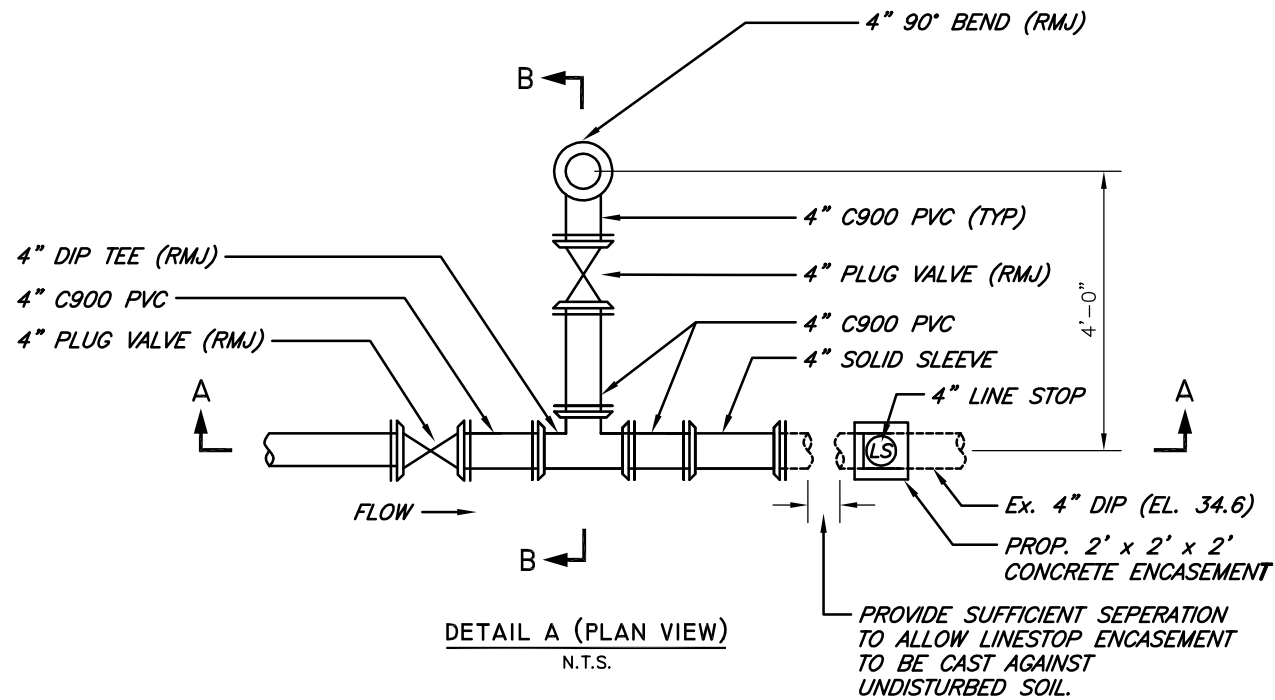 4" 90° BEND (RMJ)
B
4" C900 PVC (TYP)
4" DIP TEE (RMJ)
4" PLUG VALVE (RMJ)
4" C900 PVC
4'-0"
4" C900 PVC
4" PLUG VALVE (RMJ)
4" SOLID SLEEVE
A
4" LINE STOP
A
LS
Ex. 4" DIP (EL. 34.6)
FLOW
PROP. 2' x 2' x 2'
CONCRETE ENCASEMENT
B
PROVIDE SUFFICIENT SEPERATION
TO ALLOW LINESTOP ENCASEMENT
TO BE CAST AGAINST
UNDISTURBED SOIL.
DETAIL A (PLAN VIEW)
N.T.S.